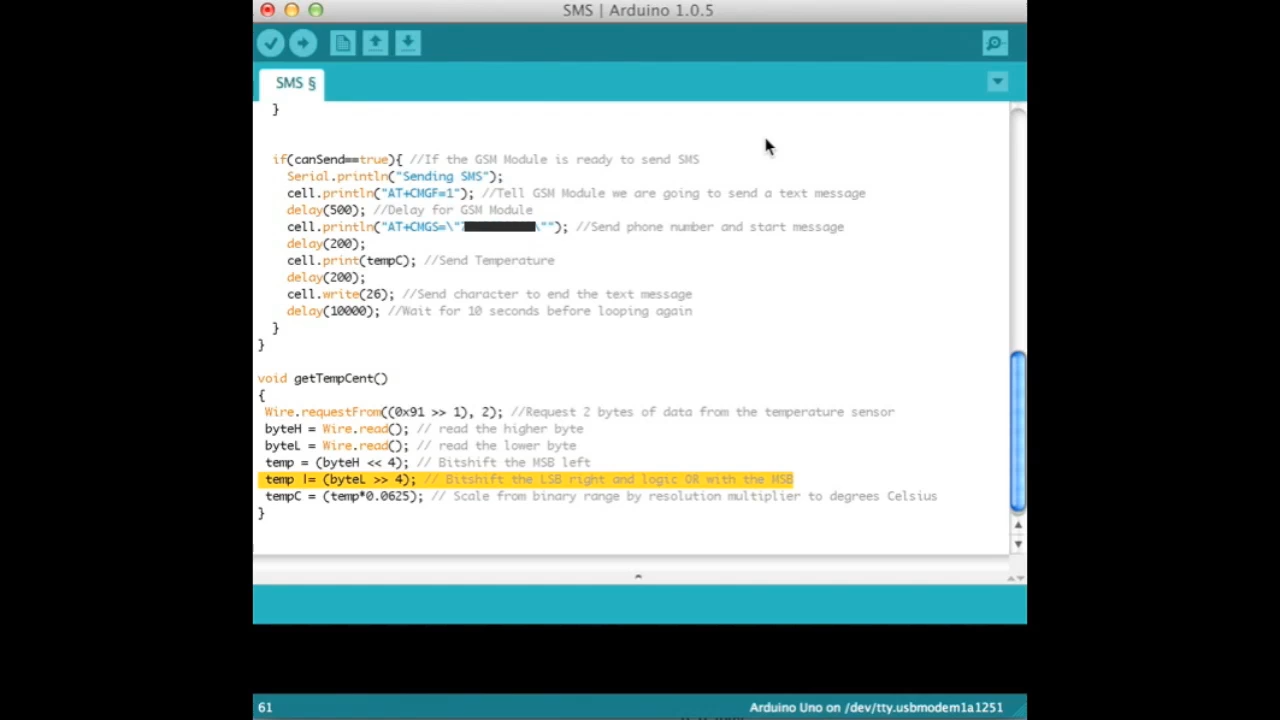 SMS | Arduino 1.0.5
SMS §
}
if(canSend==true){ //If the GSM Module is ready to send SMS
Serial.println("Sending SMS");
cell.println("AT+CMGF=1"); //Tell GSM Module we are going to send a text message
delay(500); //Delay for GSM Module
cell.println("AT+CMGS=\" \""); //Send phone number and start message
delay(200);
cell.print(tempC); //Send Temperature
delay(200);
cell.write(26); //Send character to end the text message
delay(10000); //Wait for 10 seconds before looping again
}
}
void getTempCent()
{
Wire.requestFrom((0x91 >> 1), 2); //Request 2 bytes of data from the temperature sensor
byteH = Wire.read(); // read the higher byte
byteL = Wire.read(); // read the lower byte
temp = (byteH << 4); // Bitshift the MSB left
temp |= (byteL >> 4); // Bitshift the LSB right and logic OR with the MSB
tempC = (temp*0.0625); // Scale from binary range by resolution multiplier to degrees Celsius
}
61
Arduino Uno on /dev/tty.usbmodem1a1251